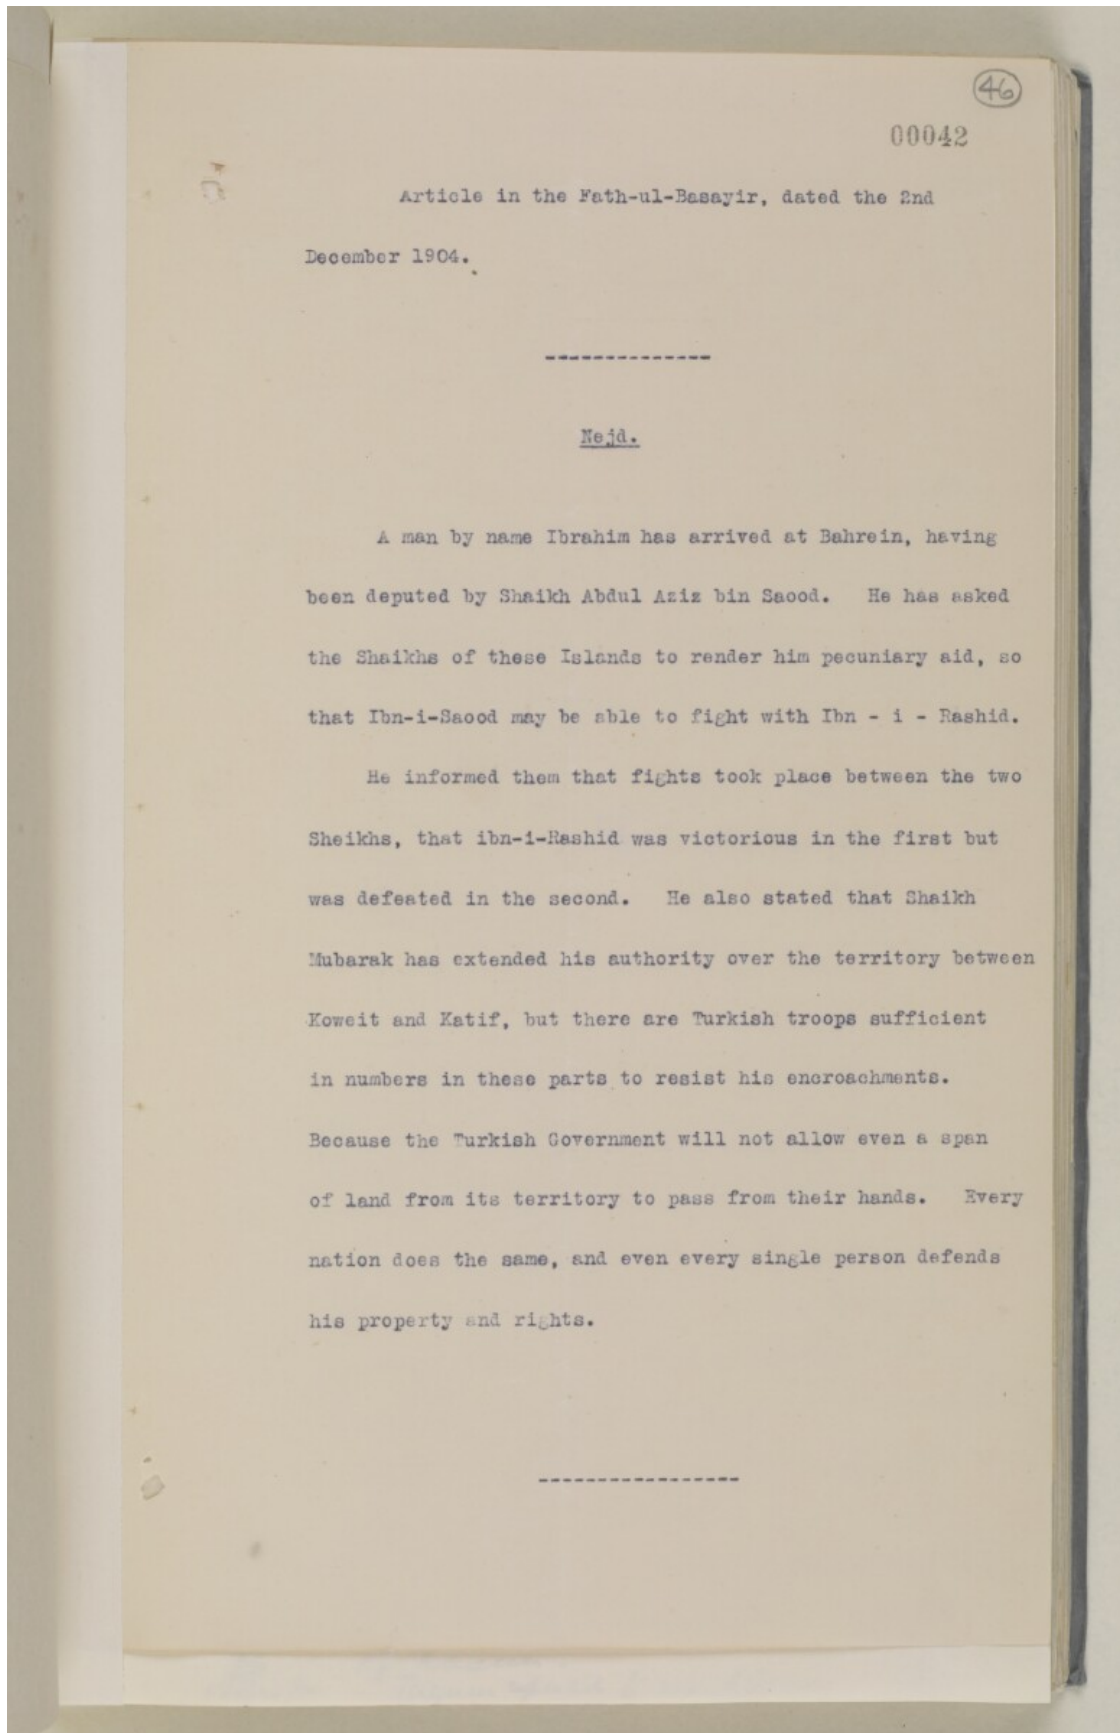 46
00042
Article in the Fath-ul-Basayir, dated the 2nd
December 1904.
--------------
Nejd.
A man by name Ibrahim has arrived at Bahrein, having
been deputed by Shaikh Abdul Aziz bin Saood. He has asked
the Shaikhs of these Islands to render him pecuniary aid, so
that Ibn-i-Saood may be able to fight with Ibn - i - Rashid.
He informed them that fights took place between the two
Sheikhs, that ibn-i-Rashid was victorious in the first but
was defeated in the second. He also stated that Shaikh
Mubarak has extended his authority over the territory between
Koweit and Katif, but there are Turkish troops sufficient
in numbers in these parts to resist his encroachments.
Because the Turkish Government will not allow even a span
of land from its territory to pass from their hands. Every
nation does the same, and even every single person defends
his property and rights.
-----------------